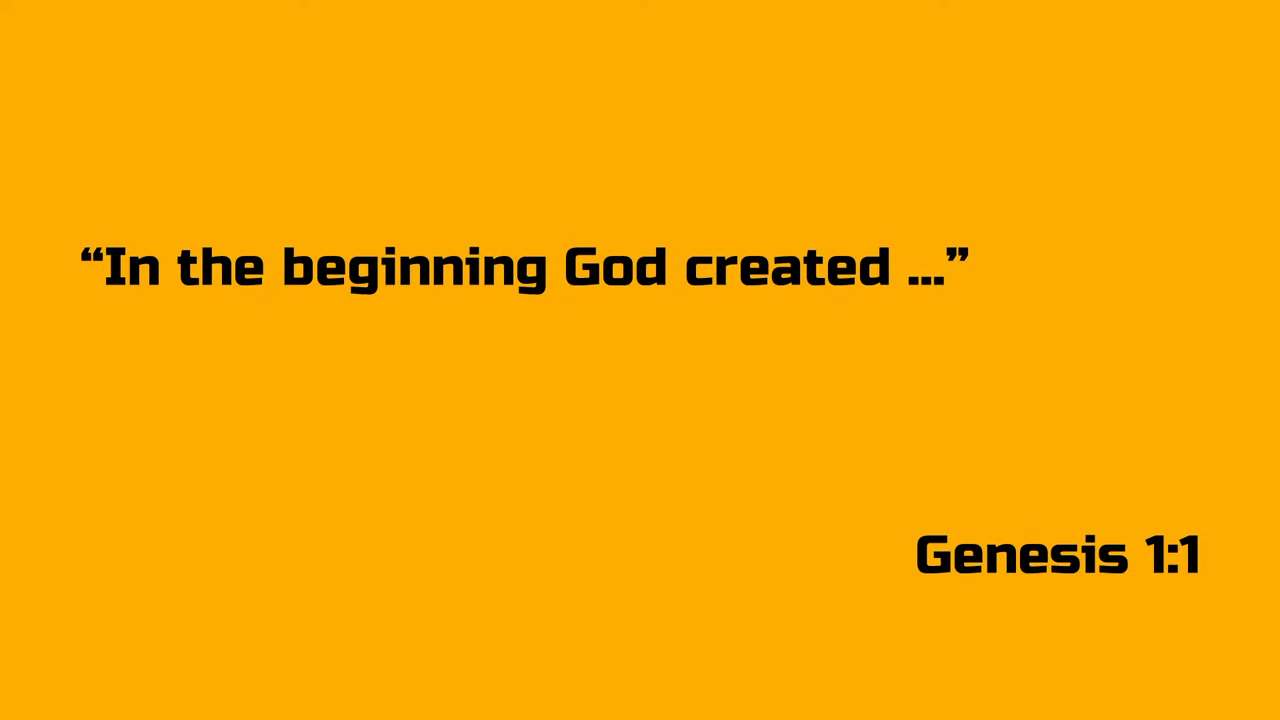 “In the beginning God created ...”
Genesis 1:1